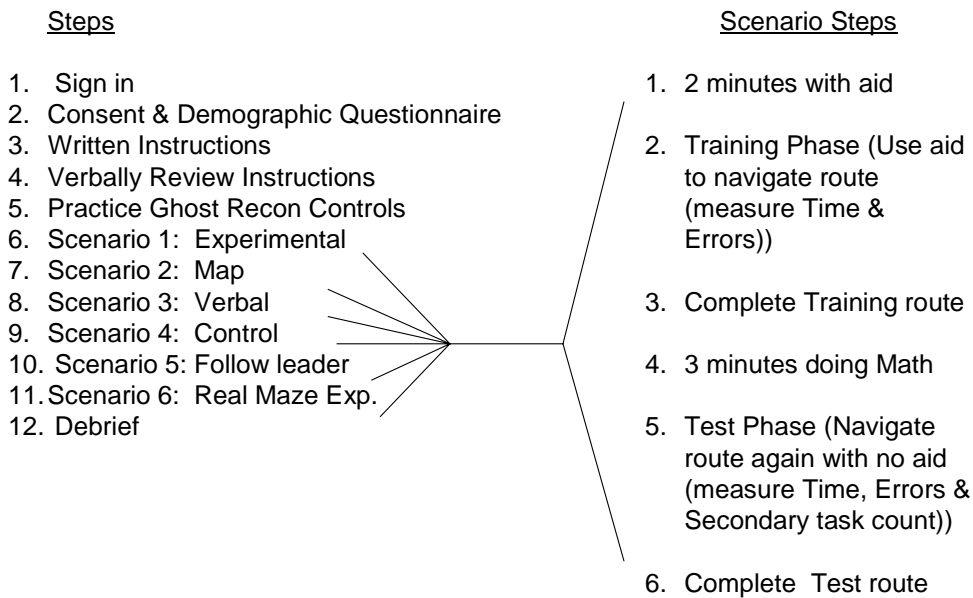 Steps
1. Sign in
2. Consent & Demographic Questionnaire
3. Written Instructions
4. Verbally Review Instructions
5. Practice Ghost Recon Controls
6. Scenario 1: Experimental
7. Scenario 2: Map
8. Scenario 3: Verbal
9. Scenario 4: Control
10. Scenario 5: Follow leader
11. Scenario 6: Real Maze Exp.
12. Debrief
Scenario Steps
1. 2 minutes with aid
2. Training Phase (Use aid
to navigate route
(measure Time &
Errors))
3. Complete Training route
4. 3 minutes doing Math
5. Test Phase (Navigate
route again with no aid
(measure Time, Errors &
Secondary task count))
6. Complete Test route